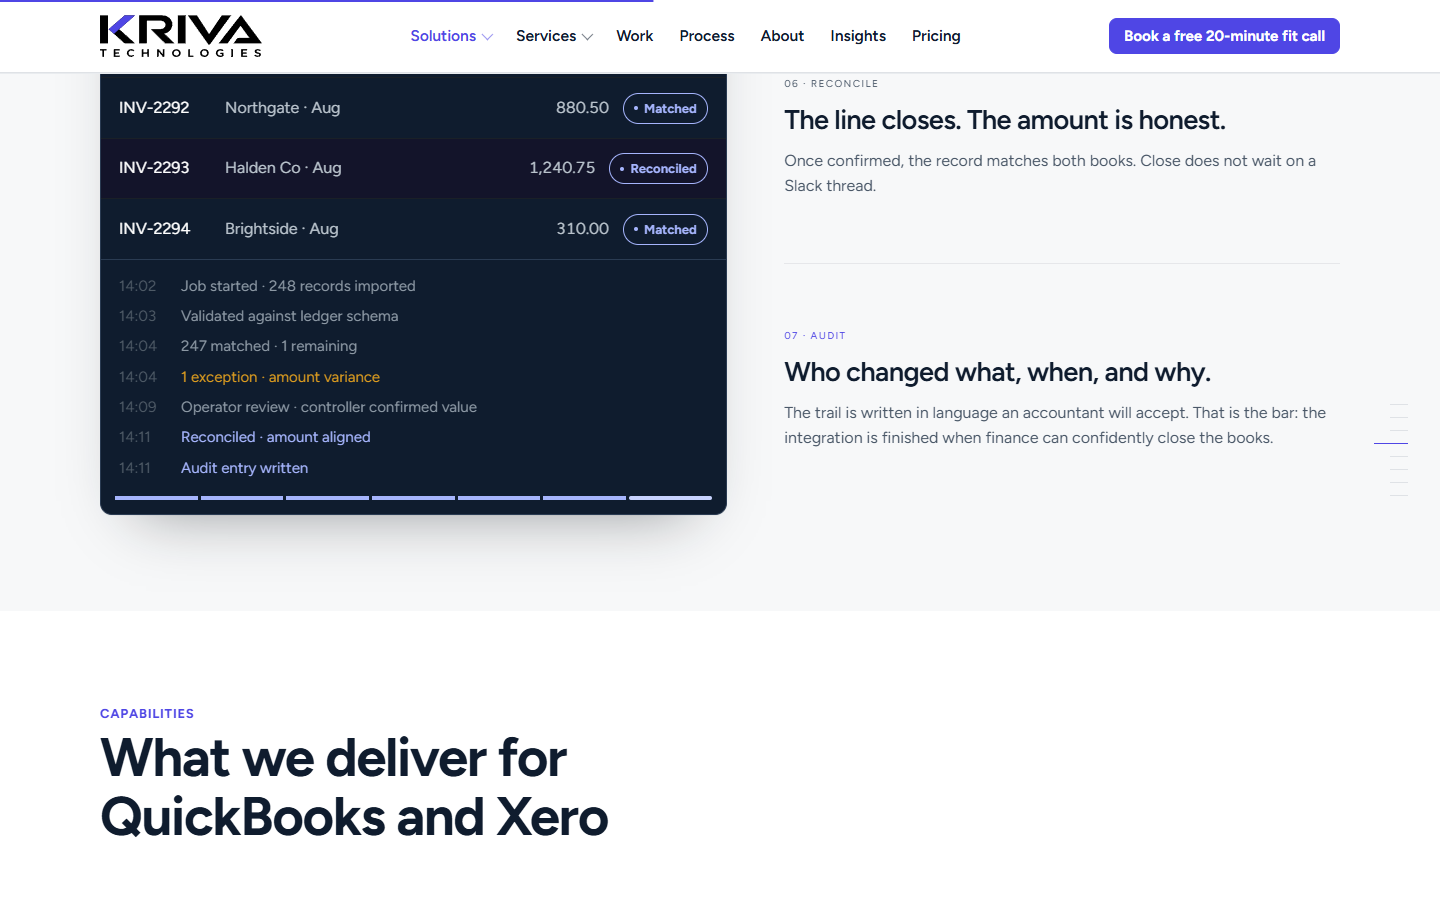 KRIVA
TECHNOLOGIES
Solutions
Services
Work
Process
About
Insights
Pricing
Book a free 20-minute fit call
INV-2292 Northgate · Aug 880.50 • Matched
INV-2293 Halden Co · Aug 1,240.75 • Reconciled
INV-2294 Brightside · Aug 310.00 • Matched
14:02 Job started · 248 records imported
14:03 Validated against ledger schema
14:04 247 matched · 1 remaining
14:04 1 exception · amount variance
14:09 Operator review · controller confirmed value
14:11 Reconciled · amount aligned
14:11 Audit entry written
06 · RECONCILE
The line closes. The amount is honest.
Once confirmed, the record matches both books. Close does not wait on a
Slack thread.
07 · AUDIT
Who changed what, when, and why.
The trail is written in language an accountant will accept. That is the bar: the
integration is finished when finance can confidently close the books.
CAPABILITIES
What we deliver for
QuickBooks and Xero